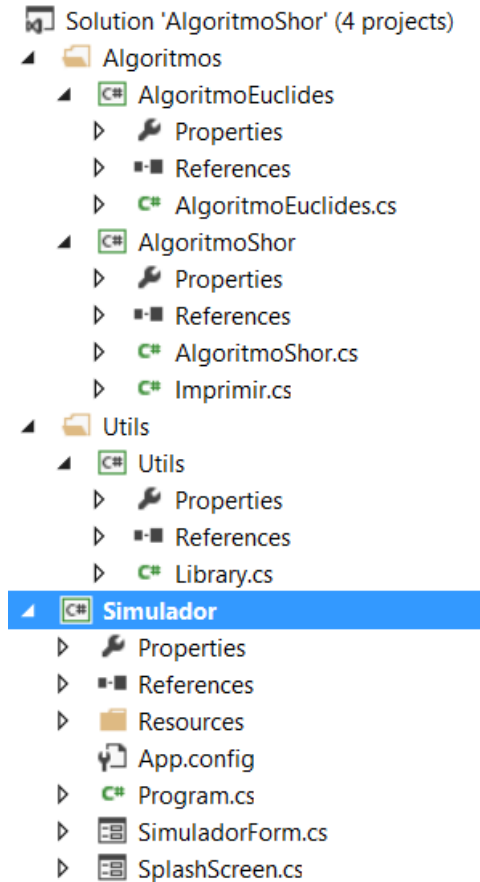 Solution 'AlgoritmoShor' (4 projects)
Algoritmos
C# AlgoritmoEuclides
Properties
References
C# AlgoritmoEuclides.cs
C# AlgoritmoShor
Properties
References
C# AlgoritmoShor.cs
C# Imprimir.cs
Utils
C# Utils
Properties
References
C# Library.cs
C# Simulador
Properties
References
Resources
App.config
C# Program.cs
SimuladorForm.cs
SplashScreen.cs